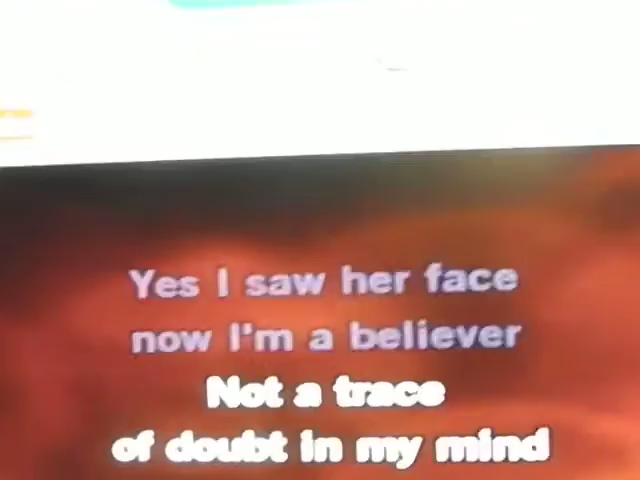 Yes I saw her face
now I'm a believer
Not a trace
of doubt in my mind